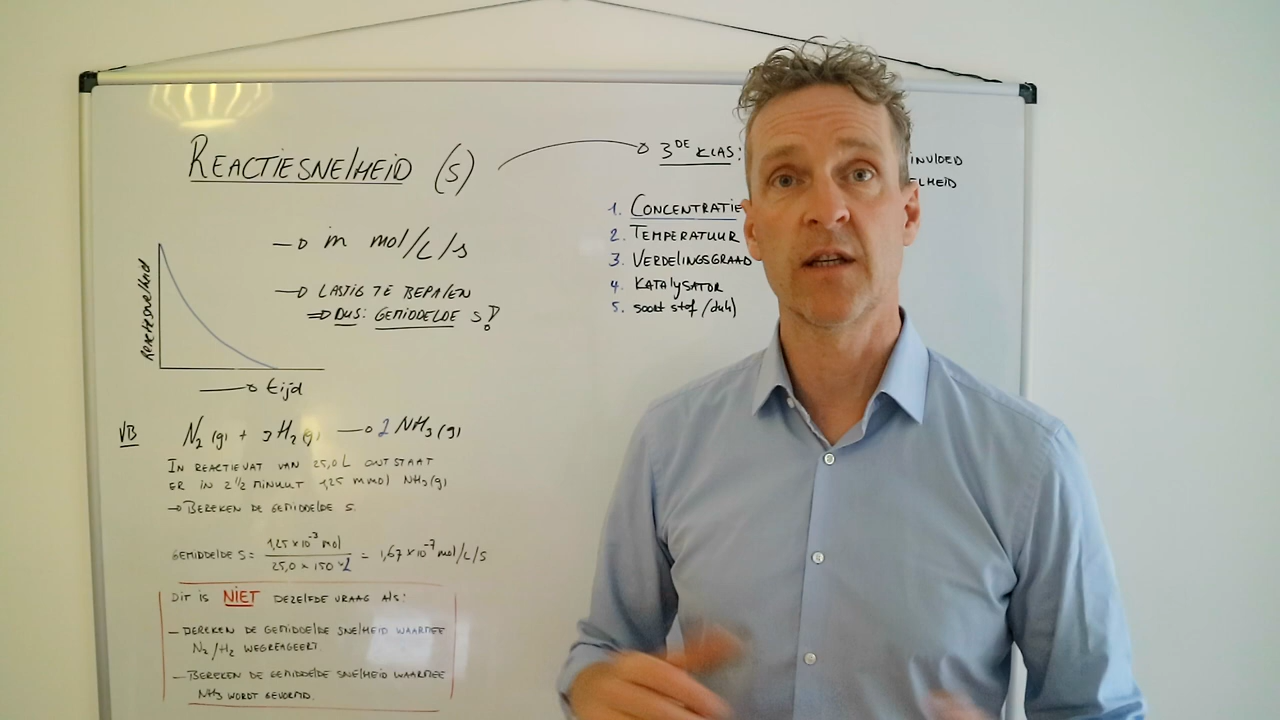 REACTIESNELHEID (s)
→ in mol/L/s
→ LASTIG TE BEPALEN
⇒ DUS: GEMIDDELDE s!
Reactiesnelheid
→ tijd
3DE KLAS:
INVLOED
ELHEID
1. CONCENTRATIE
2. TEMPERATUUR
3. VERDELINGSGRAAD
4. KATALYSATOR
5. soort stof (duh)
VB N₂ (g) + 3H₂ (g) → 2 NH₃ (g)
IN REACTIEVAT VAN 25,0 L ONTSTAAT
ER IN 2½ MINUUT 1,25 mmol NH₃ (g)
→ BEREKEN DE GEMIDDELDE s.
GEMIDDELDE s = 1,25 × 10⁻³ mol / 25,0 × 150 × 2 = 1,67 × 10⁻⁷ mol/L/s
DIT IS NIET DEZELFDE VRAAG ALS:
– BEREKEN DE GEMIDDELDE SNELHEID WAARMEE
N₂/H₂ WEGREAGEERT.
– BEREKEN DE GEMIDDELDE SNELHEID WAARMEE
NH₃ WORDT GEVORMD.